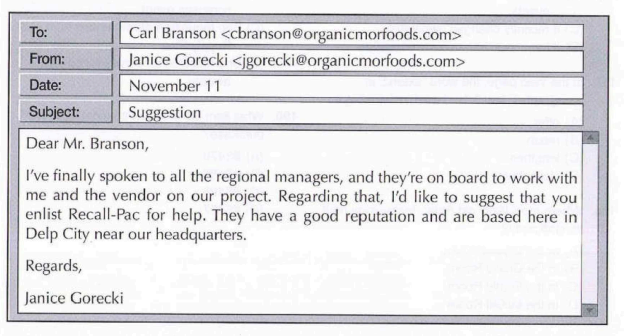 To: Carl Branson <cbranson@organicmorfoods.com>
From: Janice Gorecki <jgorecki@organicmorfoods.com>
Date: November 11
Subject: Suggestion
Dear Mr. Branson,
I've finally spoken to all the regional managers, and they're on board to work with
me and the vendor on our project. Regarding that, I'd like to suggest that you
enlist Recall-Pac for help. They have a good reputation and are based here in
Delp City near our headquarters.
Regards,
Janice Gorecki